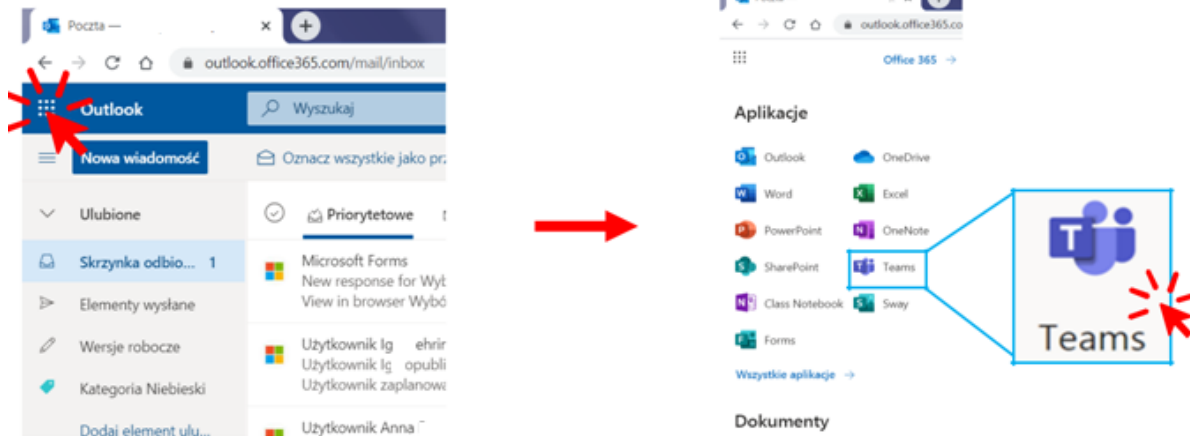 Poczta —
outlook.office365.com/mail/inbox
Outlook
Wyszukaj
Nowa wiadomość
Oznacz wszystkie jako prz
Ulubione
Priorytetowe
Skrzynka odbio... 1
Microsoft Forms
New response for Wyb
View in browser Wybó
Elementy wysłane
Wersje robocze
Użytkownik Ig ehrin
Użytkownik Ig opubli
Użytkownik zaplanowa
Kategoria Niebieski
Dodaj element ulu...
Użytkownik Anna
outlook.office365.co
Office 365 →
Aplikacje
Outlook OneDrive
Word Excel
PowerPoint OneNote
SharePoint Teams
Class Notebook Sway
Forms
Wszystkie aplikacje →
Dokumenty
Teams